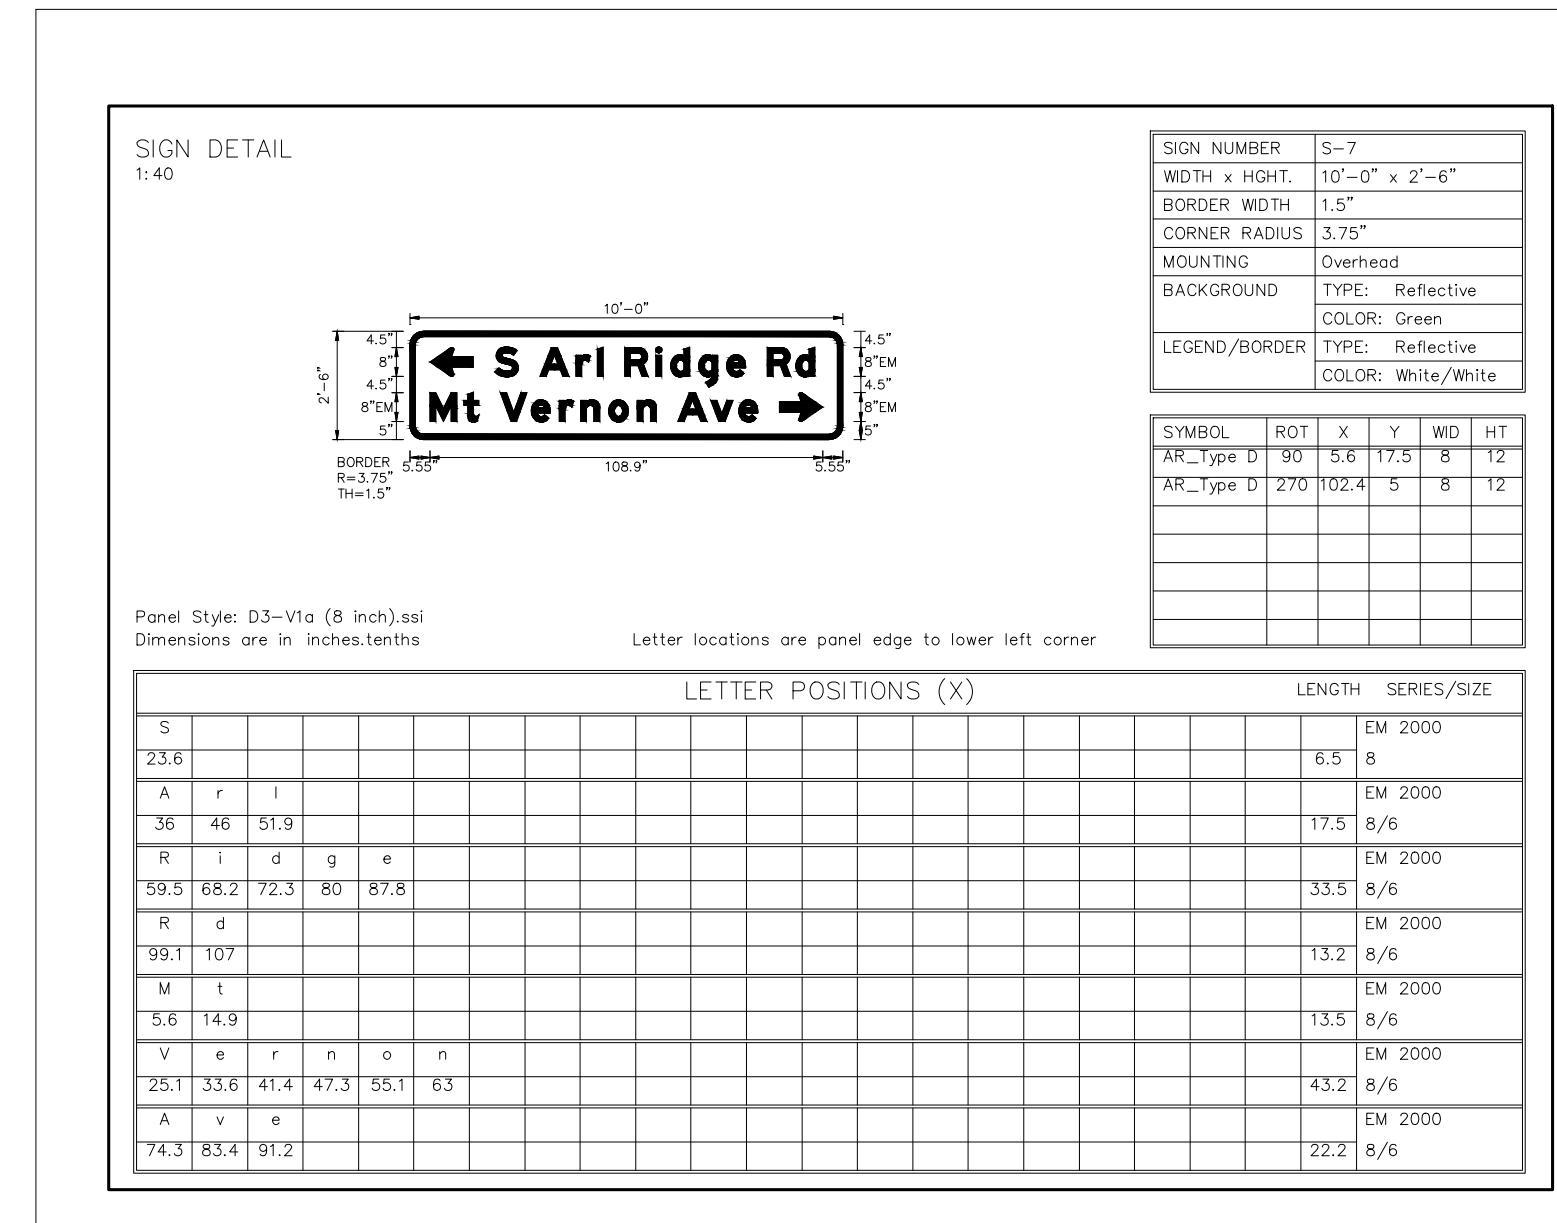 SIGN DETAIL
1:40
SIGN NUMBER S-7
WIDTH x HGHT. 10'-0" x 2'-6"
BORDER WIDTH 1.5"
CORNER RADIUS 3.75"
MOUNTING Overhead
BACKGROUND TYPE: Reflective
COLOR: Green
LEGEND/BORDER TYPE: Reflective
COLOR: White/White
10'-0"
2'-6"
4.5"
8"
4.5"
8"EM
5"
S Arl Ridge Rd
Mt Vernon Ave
4.5"
8"EM
4.5"
8"EM
5"
5.55" 108.9" 5.55"
BORDER
R=3.75"
TH=1.5"
SYMBOL ROT X Y WID HT
AR_Type D 90 5.6 17.5 8 12
AR_Type D 270 102.4 5 8 12
Panel Style: D3-V1a (8 inch).ssi
Dimensions are in inches.tenths
Letter locations are panel edge to lower left corner
LETTER POSITIONS (X) LENGTH SERIES/SIZE
S EM 2000
23.6 6.5 8
A r l EM 2000
36 46 51.9 17.5 8/6
R i d g e EM 2000
59.5 68.2 72.3 80 87.8 33.5 8/6
R d EM 2000
99.1 107 13.2 8/6
M t EM 2000
5.6 14.9 13.5 8/6
V e r n o n EM 2000
25.1 33.6 41.4 47.3 55.1 63 43.2 8/6
A v e EM 2000
74.3 83.4 91.2 22.2 8/6